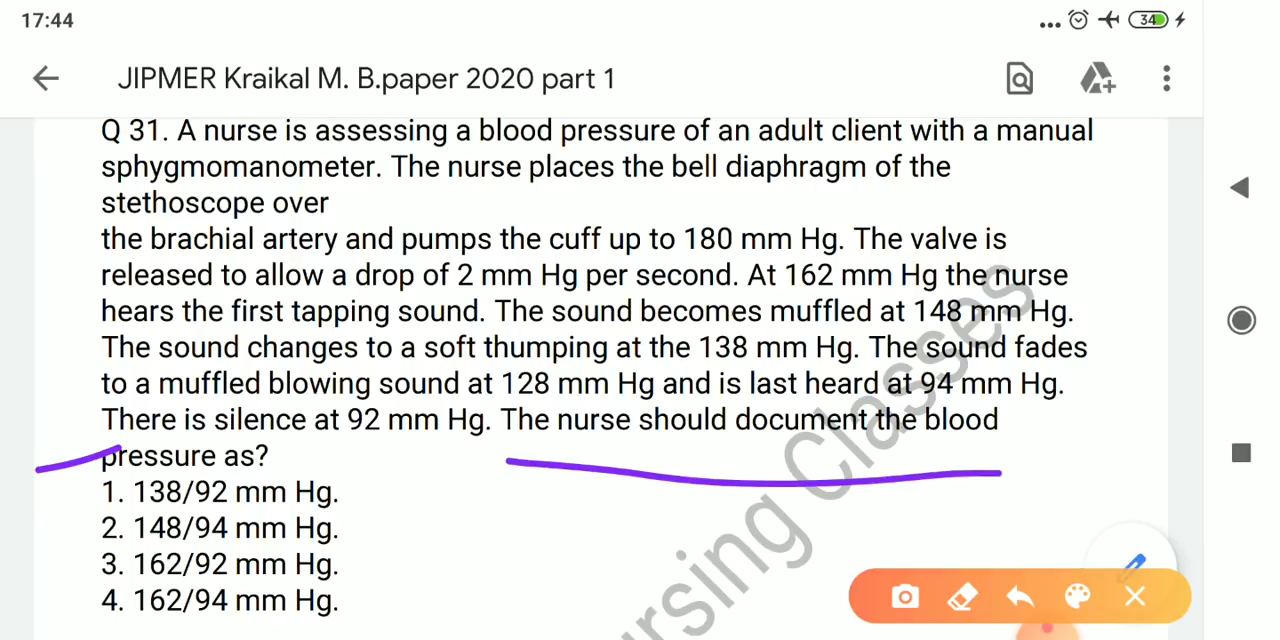 17:44
34
JIPMER Kraikal M. B.paper 2020 part 1
Q 31. A nurse is assessing a blood pressure of an adult client with a manual
sphygmomanometer. The nurse places the bell diaphragm of the
stethoscope over
the brachial artery and pumps the cuff up to 180 mm Hg. The valve is
released to allow a drop of 2 mm Hg per second. At 162 mm Hg the nurse
hears the first tapping sound. The sound becomes muffled at 148 mm Hg.
The sound changes to a soft thumping at the 138 mm Hg. The sound fades
to a muffled blowing sound at 128 mm Hg and is last heard at 94 mm Hg.
There is silence at 92 mm Hg. The nurse should document the blood
pressure as?
1. 138/92 mm Hg.
2. 148/94 mm Hg.
3. 162/92 mm Hg.
4. 162/94 mm Hg.
ursing Classes